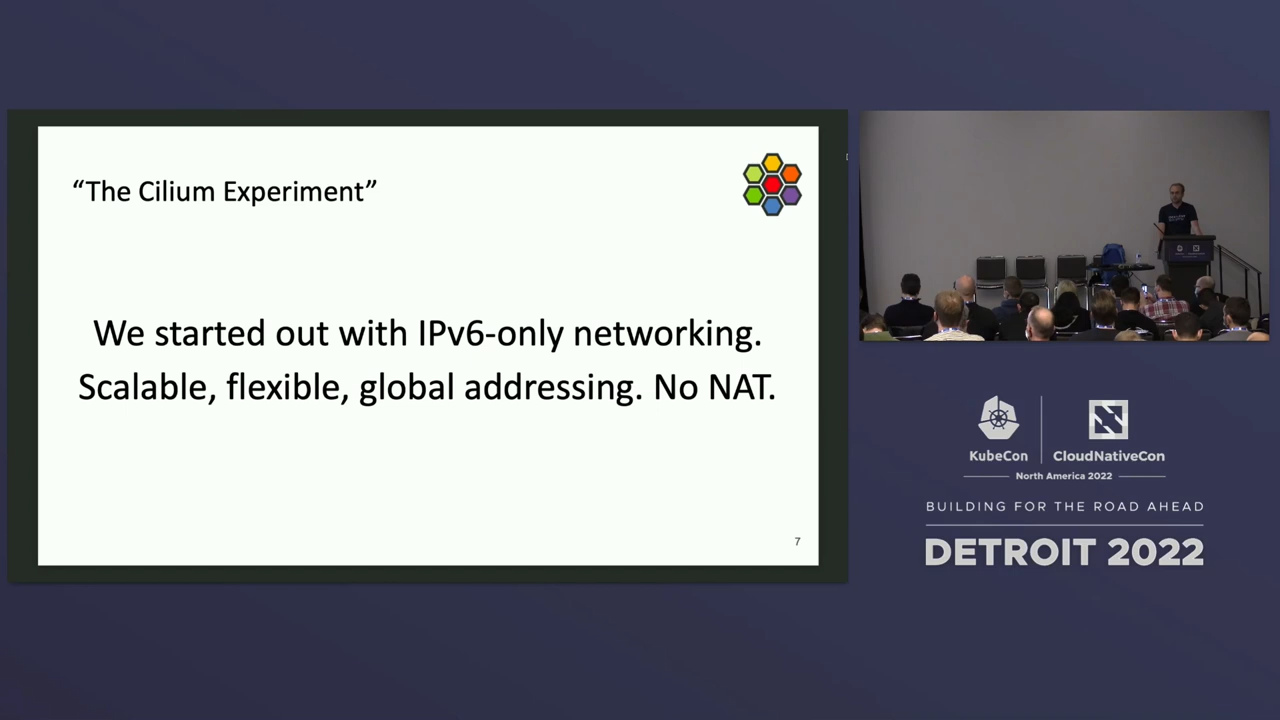 “The Cilium Experiment”
We started out with IPv6-only networking.
Scalable, flexible, global addressing. No NAT.
7
KubeCon
CloudNativeCon
North America 2022
BUILDING FOR THE ROAD AHEAD
DETROIT 2022